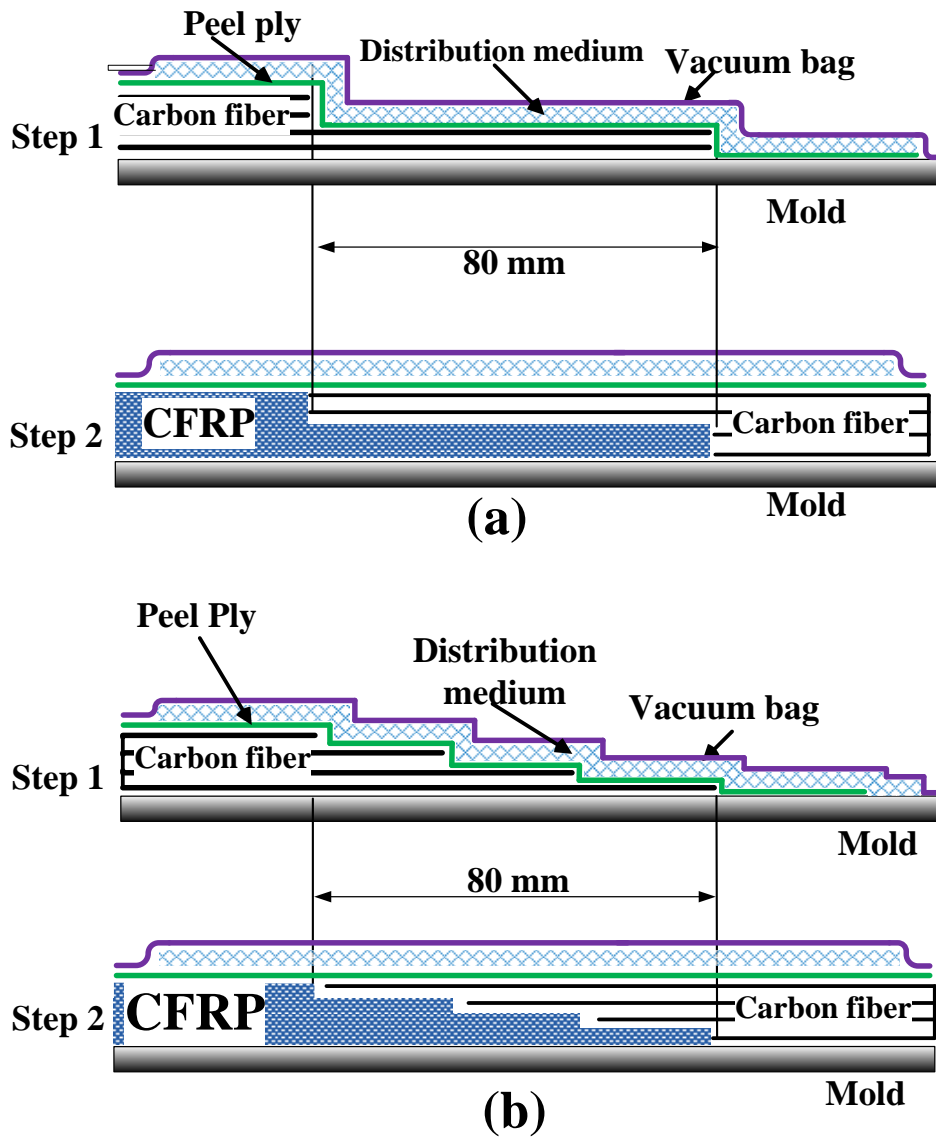 Peel ply
Distribution medium
Vacuum bag
Carbon fiber
Step 1
Mold
80 mm
Step 2
CFRP
Carbon fiber
Mold
(a)
Peel Ply
Distribution
medium
Vacuum bag
Carbon fiber
Step 1
Mold
80 mm
Step 2
CFRP
Carbon fiber
Mold
(b)